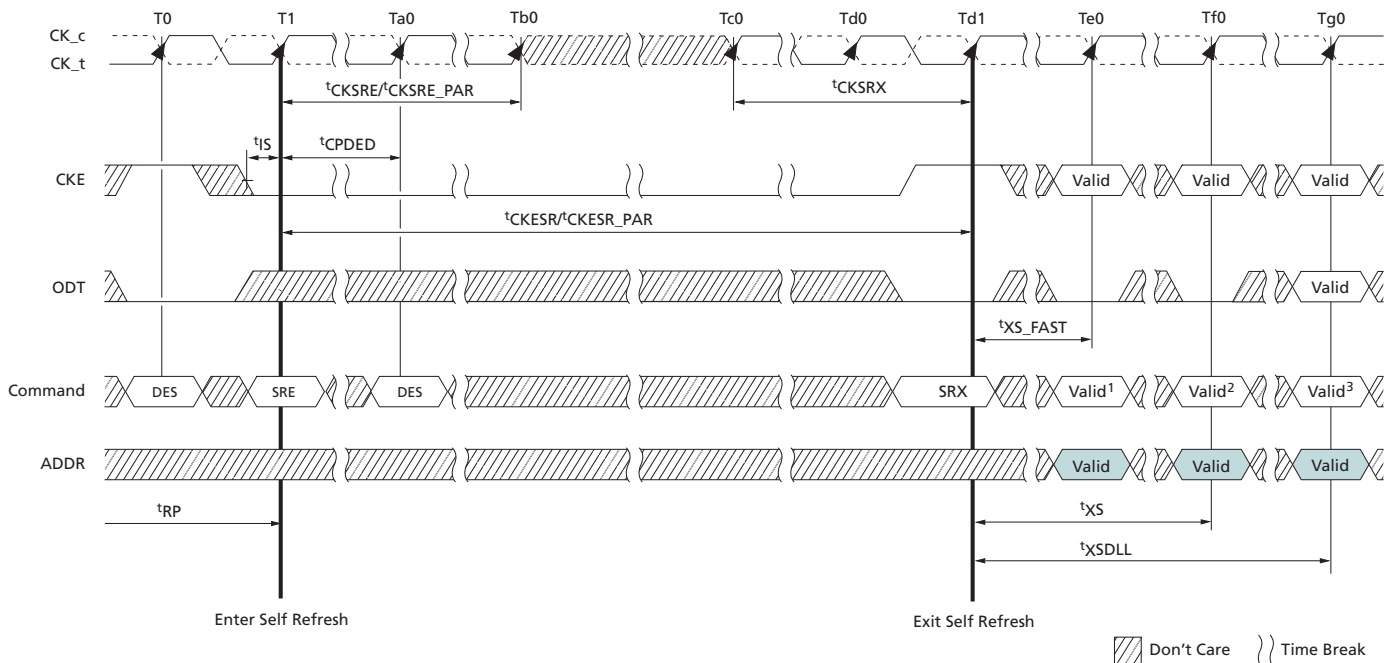 T0 T1 Ta0 Tb0 Tc0 Td0 Td1 Te0 Tf0 Tg0
CK_c
CK_t
tCKSRE/tCKSRE_PAR tCKSRX
tIS tCPDED
CKE Valid Valid Valid
tCKESR/tCKESR_PAR
ODT Valid
tXS_FAST
Command DES SRE DES SRX Valid1 Valid2 Valid3
ADDR Valid Valid Valid
tRP tXS
tXSDLL
Enter Self Refresh Exit Self Refresh
Don't Care Time Break